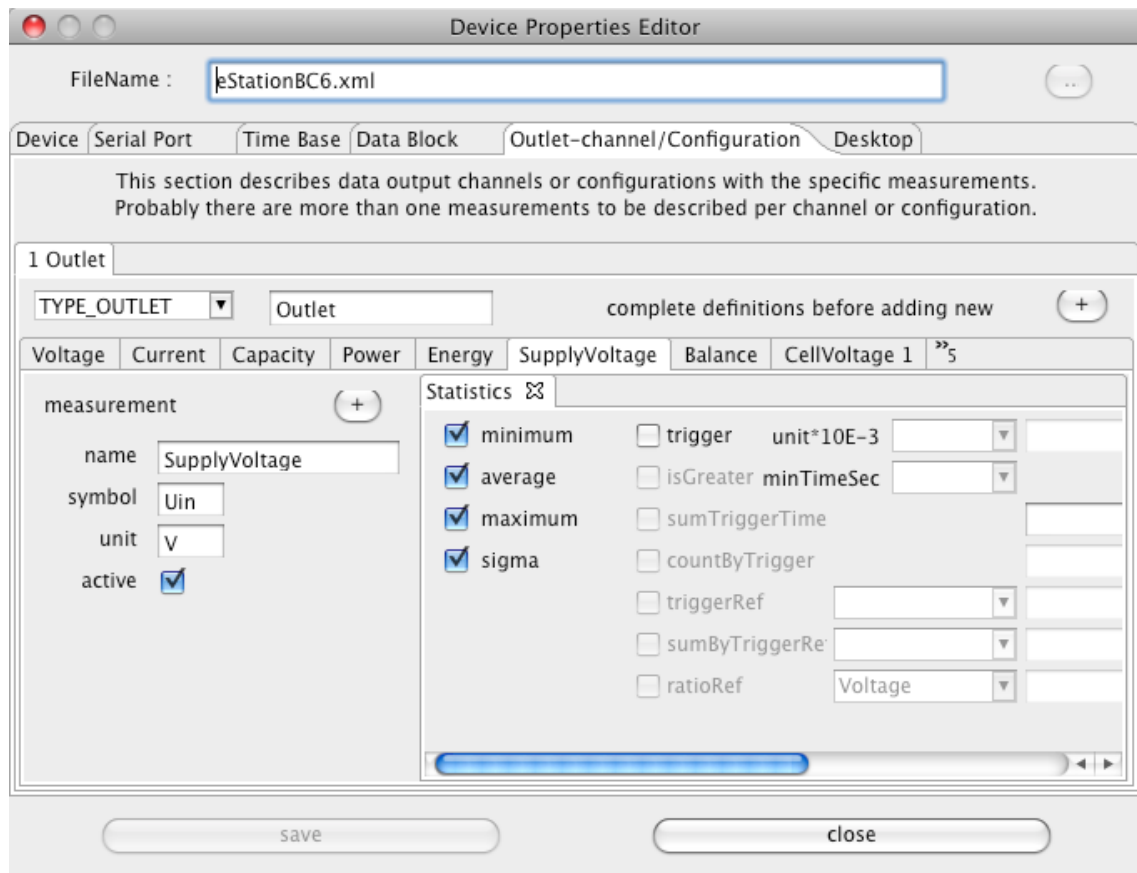 Device Properties Editor
FileName : eStationBC6.xml ..
Device Serial Port Time Base Data Block Outlet-channel/Configuration Desktop
This section describes data output channels or configurations with the specific measurements.
Probably there are more than one measurements to be described per channel or configuration.
1 Outlet
TYPE_OUTLET Outlet complete definitions before adding new +
Voltage Current Capacity Power Energy SupplyVoltage Balance CellVoltage 1 »5
Statistics
measurement +
name SupplyVoltage
symbol Uin
unit V
active
minimum trigger unit*10E-3
average isGreater minTimeSec
maximum sumTriggerTime
sigma countByTrigger
triggerRef
sumByTriggerRe
ratioRef Voltage
save close